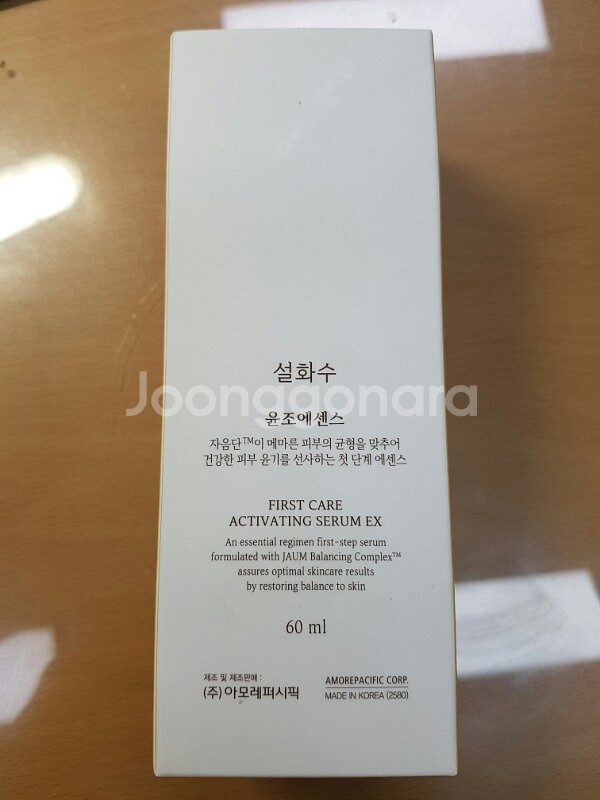 설화수
Joonggonara
윤조에센스
자음단™이 메마른 피부의 균형을 맞추어
건강한 피부 윤기를 선사하는 첫 단계 에센스
FIRST CARE
ACTIVATING SERUM EX
An essential regimen first-step serum
formulated with JAUM Balancing Complex™
assures optimal skincare results
by restoring balance to skin
60 ml
제조 및 제조판매 :
(주)아모레퍼시픽
AMOREPACIFIC CORP.
MADE IN KOREA (2580)